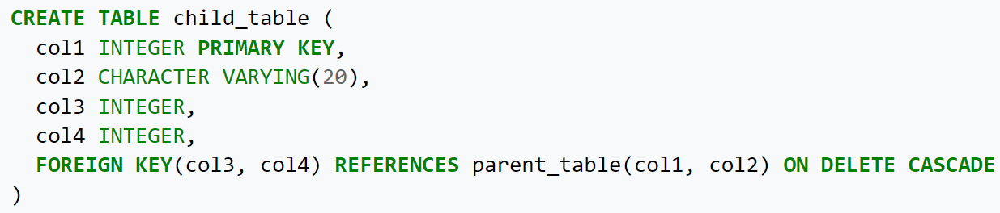 CREATE TABLE child_table (
  col1 INTEGER PRIMARY KEY,
  col2 CHARACTER VARYING(20),
  col3 INTEGER,
  col4 INTEGER,
  FOREIGN KEY(col3, col4) REFERENCES parent_table(col1, col2) ON DELETE CASCADE
)